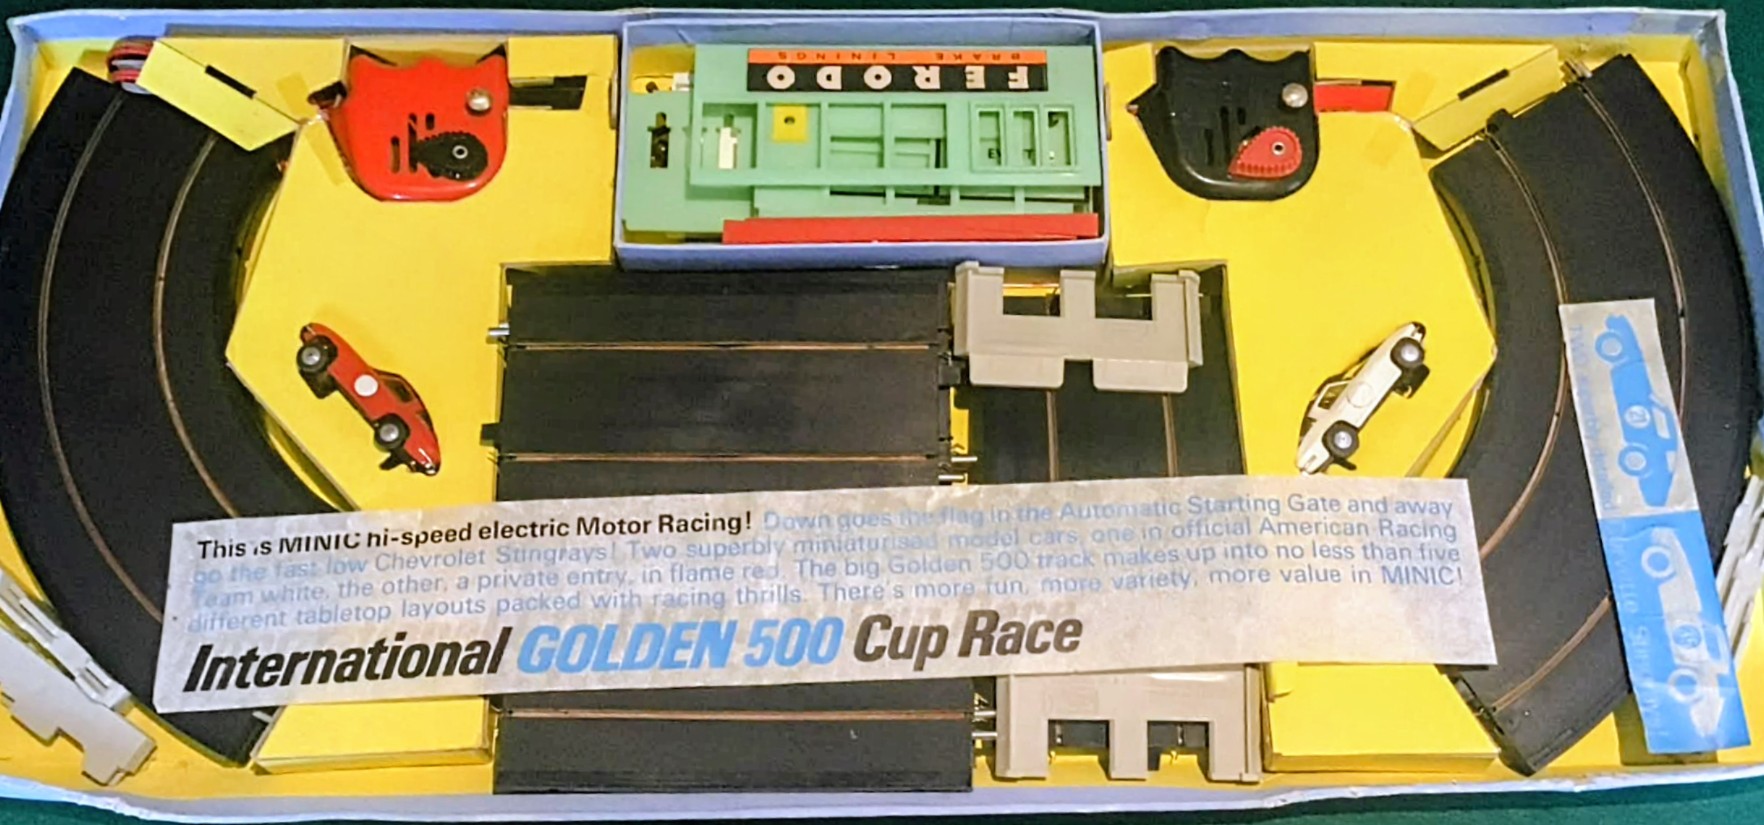 FERODO
BRAKE LININGS
This is MINIC hi-speed electric Motor Racing! Down goes the flag in the Automatic Starting Gate and away
go the fast low Chevrolet Stingrays! Two superbly miniaturised model cars, one in official American Racing
Team white, the other, a private entry, in flame red. The big Golden 500 track makes up into no less than five
different tabletop layouts packed with racing thrills. There's more fun, more variety, more value in MINIC!
International GOLDEN 500 Cup Race